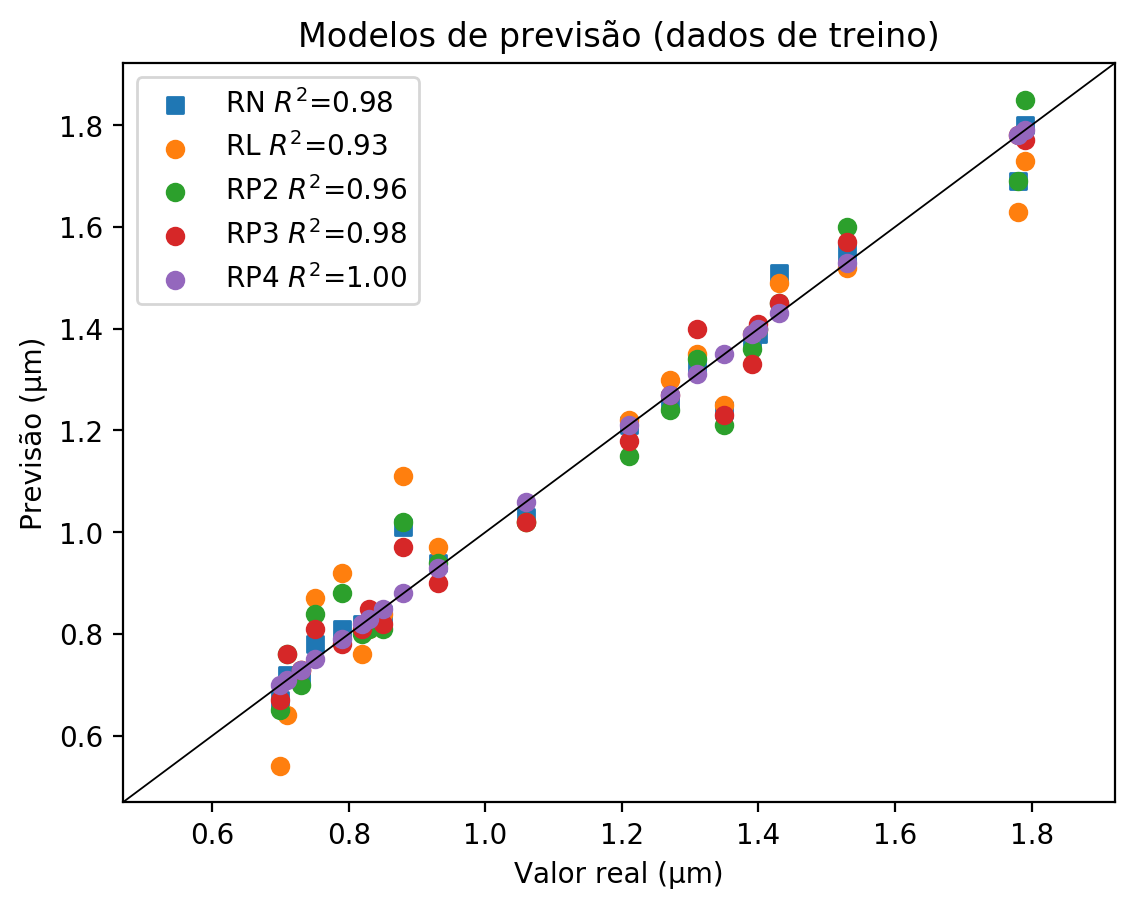 Modelos de previsão (dados de treino)
RN R²=0.98
RL R²=0.93
RP2 R²=0.96
RP3 R²=0.98
RP4 R²=1.00
Previsão (µm)
1.8
1.6
1.4
1.2
1.0
0.8
0.6
0.6 0.8 1.0 1.2 1.4 1.6 1.8
Valor real (µm)